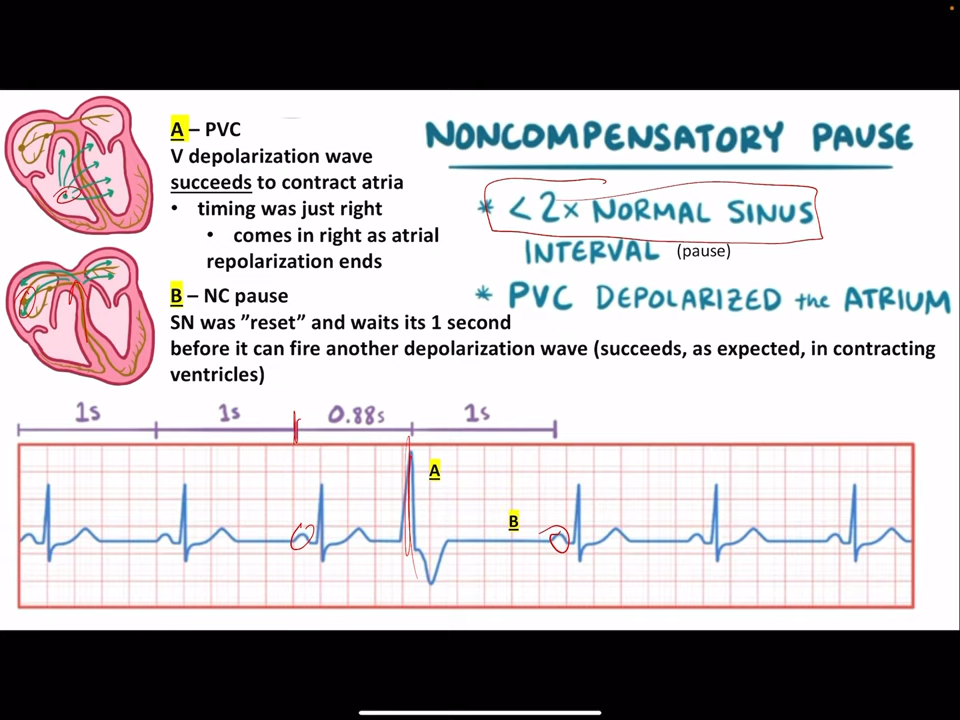 A – PVC
V depolarization wave
succeeds to contract atria
• timing was just right
• comes in right as atrial
repolarization ends
B – NC pause
SN was ”reset” and waits its 1 second
before it can fire another depolarization wave (succeeds, as expected, in contracting
ventricles)
NONCOMPENSATORY PAUSE
* < 2x NORMAL SINUS
INTERVAL (pause)
* PVC DEPOLARIZED the ATRIUM
1s 1s 0.88s 1s
A
B